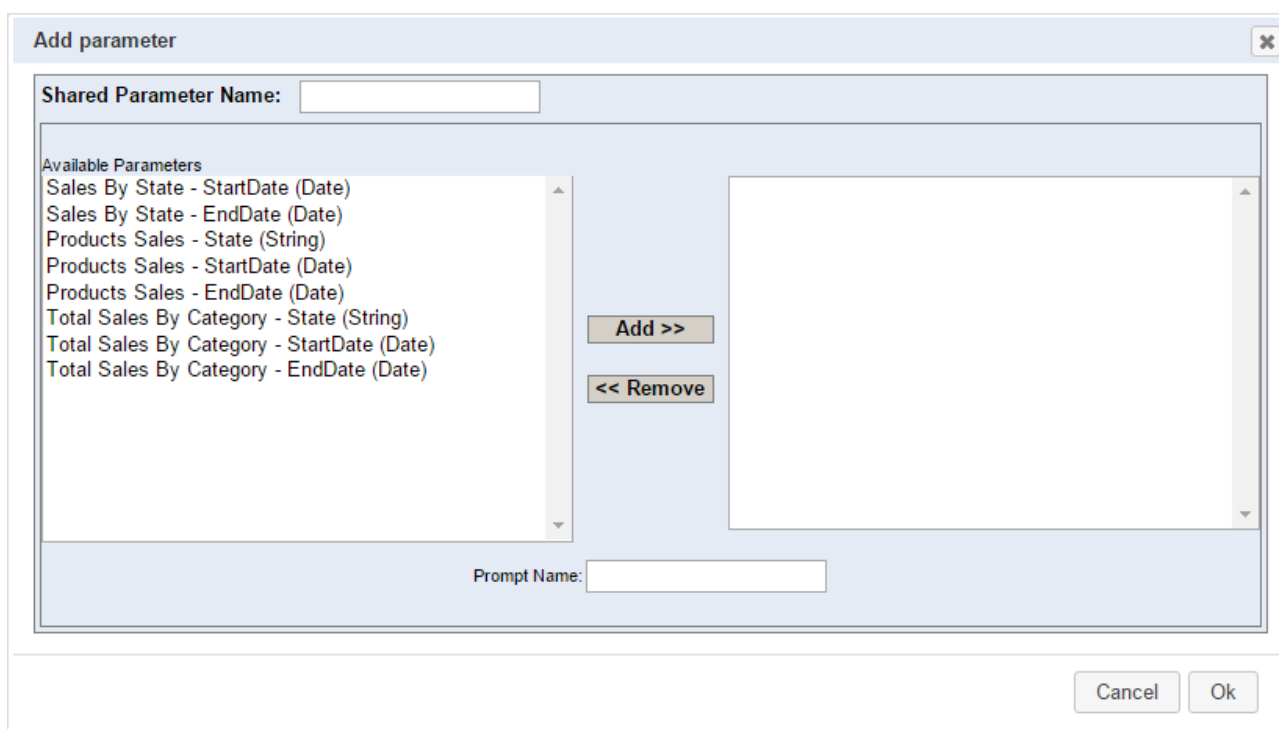 Add parameter
Shared Parameter Name:
Available Parameters
Sales By State - StartDate (Date)
Sales By State - EndDate (Date)
Products Sales - State (String)
Products Sales - StartDate (Date)
Products Sales - EndDate (Date)
Total Sales By Category - State (String)
Total Sales By Category - StartDate (Date)
Total Sales By Category - EndDate (Date)
Add >>
<< Remove
Prompt Name:
Cancel
Ok